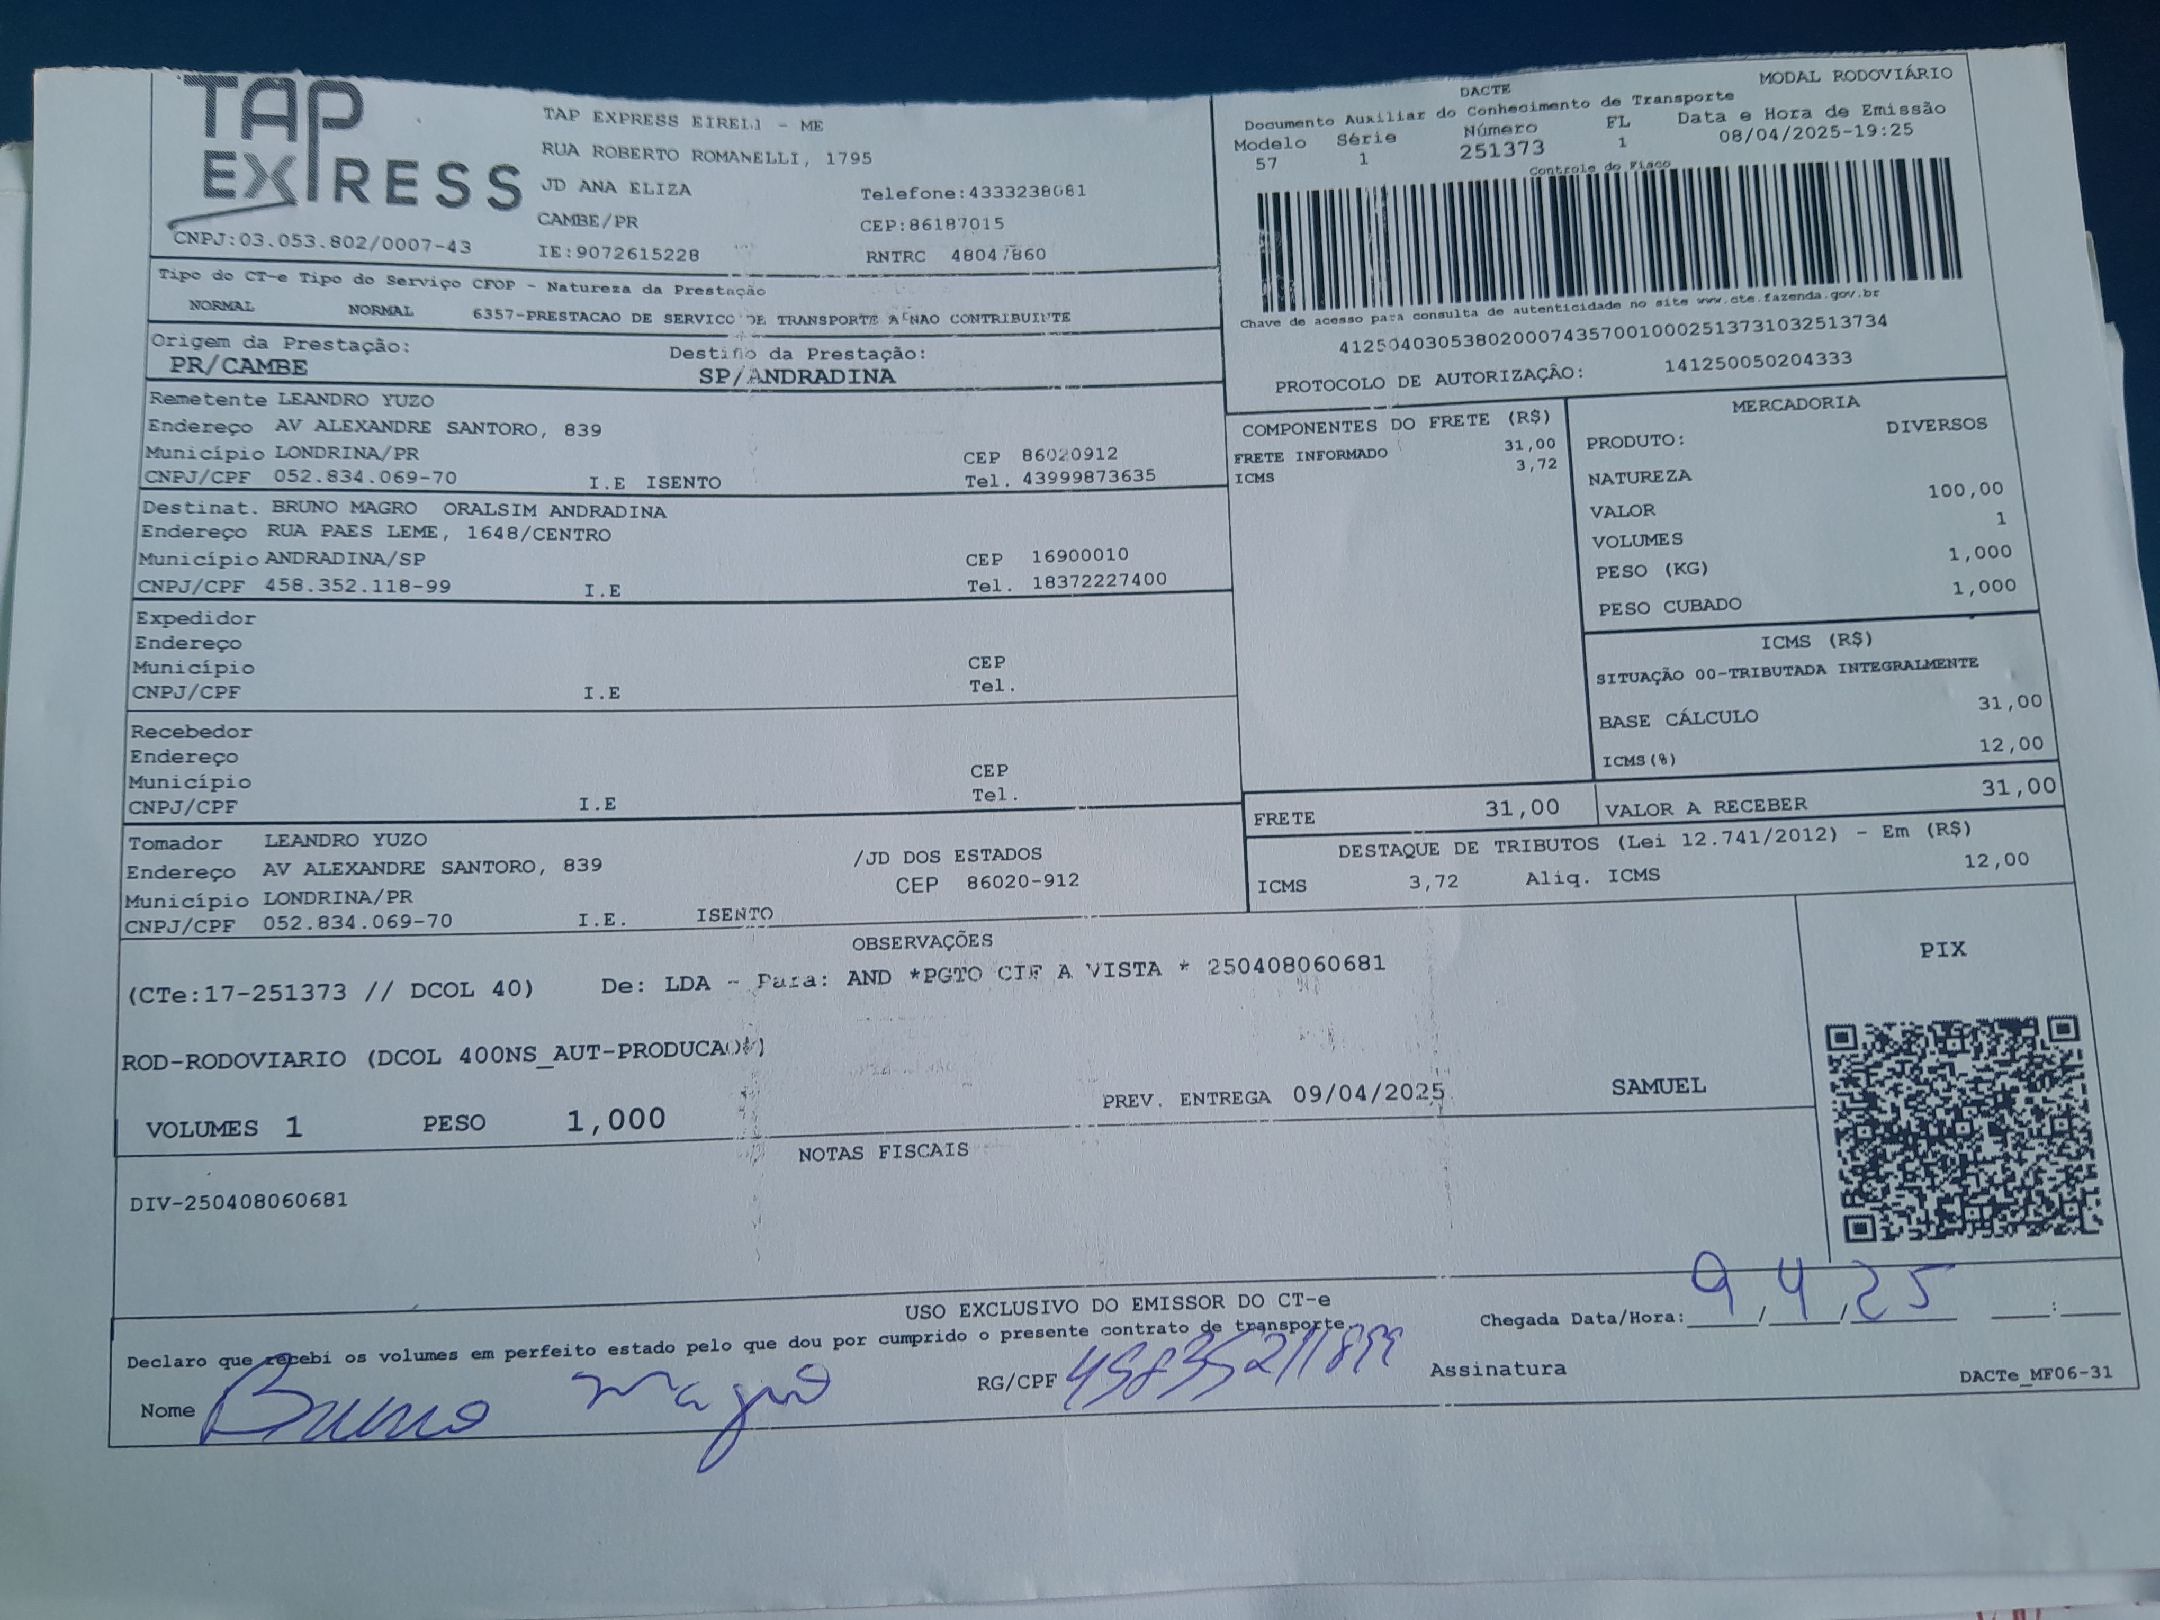 TAP EXPRESS
TAP EXPRESS EIRELI - ME
RUA ROBERTO ROMANELLI, 1795
JD ANA ELIZA Telefone:4333238081
CAMBE/PR CEP:86187015
CNPJ:03.053.802/0007-43 IE:9072615228 RNTRC 48047860
DACTE MODAL RODOVIÁRIO
Documento Auxiliar do Conhecimento de Transporte
Modelo Série Número FL Data e Hora de Emissão
57 1 251373 1 08/04/2025-19:25
Controle do Fisco
Chave de acesso para consulta de autenticidade no site www.cte.fazenda.gov.br
41250403053802000743570010002513731032513734
PROTOCOLO DE AUTORIZAÇÃO: 141250050204333
Tipo do CT-e Tipo do Serviço CFOP - Natureza da Prestação
NORMAL NORMAL 6357-PRESTACAO DE SERVICO DE TRANSPORTE A NAO CONTRIBUINTE
Origem da Prestação: Destino da Prestação:
PR/CAMBE SP/ANDRADINA
Remetente LEANDRO YUZO
Endereço AV ALEXANDRE SANTORO, 839
Município LONDRINA/PR CEP 86020912
CNPJ/CPF 052.834.069-70 I.E ISENTO Tel. 43999873635
Destinat. BRUNO MAGRO ORALSIM ANDRADINA
Endereço RUA PAES LEME, 1648/CENTRO
Município ANDRADINA/SP CEP 16900010
CNPJ/CPF 458.352.118-99 I.E Tel. 18372227400
Expedidor
Endereço
Município CEP
CNPJ/CPF I.E Tel.
Recebedor
Endereço
Município CEP
CNPJ/CPF I.E Tel.
Tomador LEANDRO YUZO
Endereço AV ALEXANDRE SANTORO, 839 /JD DOS ESTADOS
Município LONDRINA/PR CEP 86020-912
CNPJ/CPF 052.834.069-70 I.E. ISENTO
COMPONENTES DO FRETE (R$)
FRETE INFORMADO 31,00
ICMS 3,72
MERCADORIA
PRODUTO: DIVERSOS
NATUREZA
VALOR 100,00
VOLUMES 1
PESO (KG) 1,000
PESO CUBADO 1,000
ICMS (R$)
SITUAÇÃO 00-TRIBUTADA INTEGRALMENTE
BASE CÁLCULO 31,00
ICMS(%) 12,00
FRETE 31,00 VALOR A RECEBER 31,00
DESTAQUE DE TRIBUTOS (Lei 12.741/2012) - Em (R$)
ICMS 3,72 Aliq. ICMS 12,00
OBSERVAÇÕES
(CTe:17-251373 // DCOL 40) De: LDA - Para: AND *PGTO CIF A VISTA * 250408060681
ROD-RODOVIARIO (DCOL 400NS_AUT-PRODUCAO
VOLUMES 1 PESO 1,000 PREV. ENTREGA 09/04/2025 SAMUEL
PIX
NOTAS FISCAIS
DIV-250408060681
USO EXCLUSIVO DO EMISSOR DO CT-e
Declaro que recebi os volumes em perfeito estado pelo que dou por cumprido o presente contrato de transporte.
Chegada Data/Hora: 9/4/25 :
Nome Bruno Magro RG/CPF 45835211899 Assinatura
DACTe_MF06-31